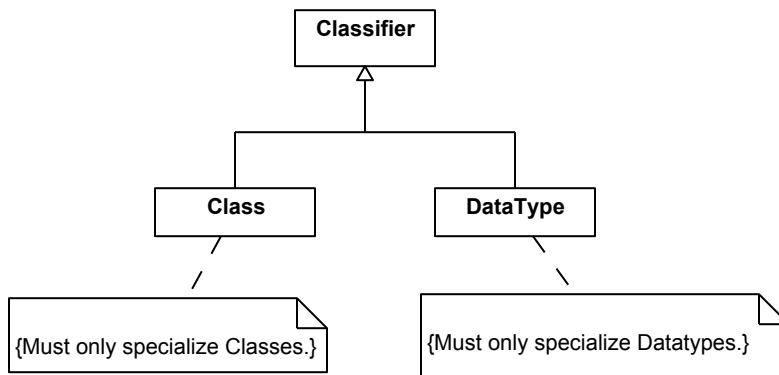 Classifier
Class
DataType
{Must only specialize Classes.}
{Must only specialize Datatypes.}